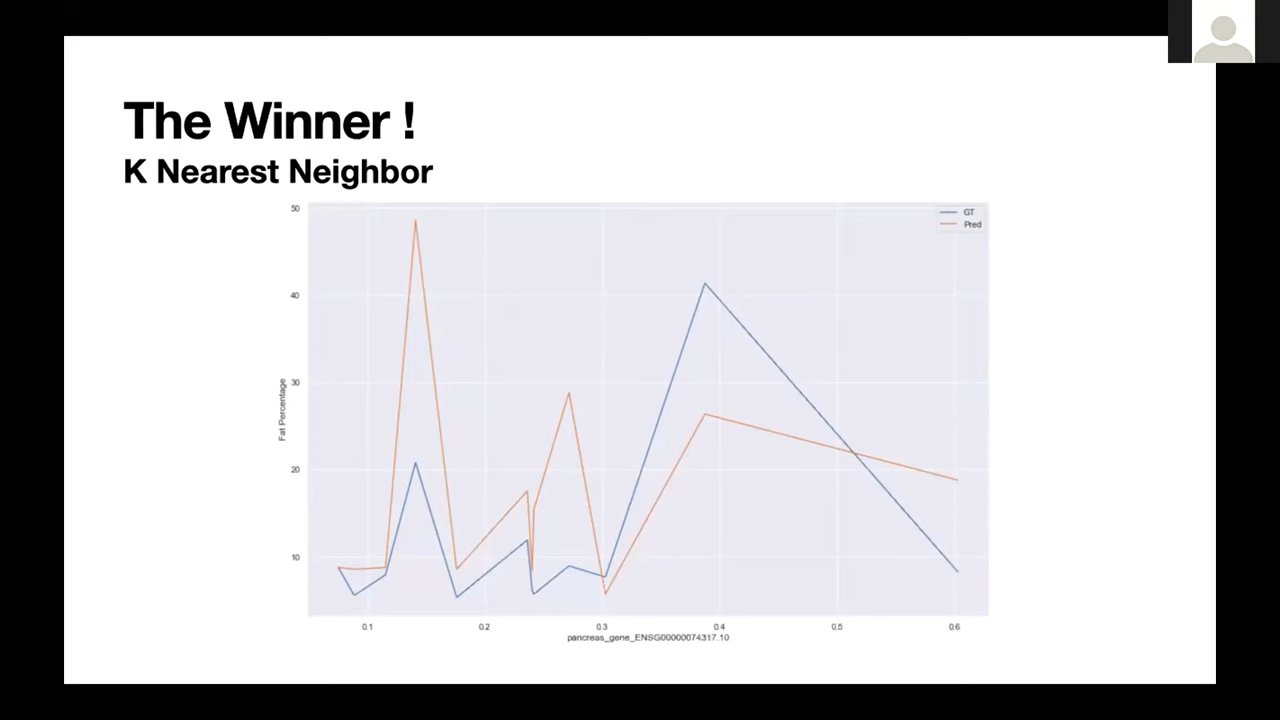 The Winner !
K Nearest Neighbor
50
GT
Pred
40
30
Fat Percentage
20
10
0.1 0.2 0.3 0.4 0.5 0.6
pancreas_gene_ENSG00000074317.10